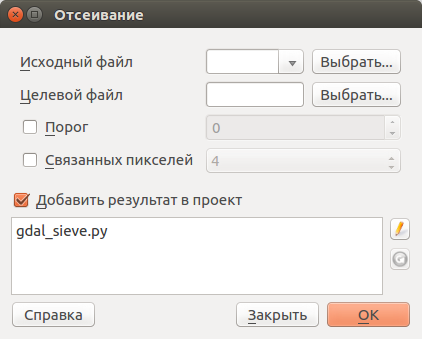 Отсеивание
Исходный файл Выбрать...
Целевой файл Выбрать...
Порог 0
Связанных пикселей 4
Добавить результат в проект
gdal_sieve.py
Справка Закрыть OK